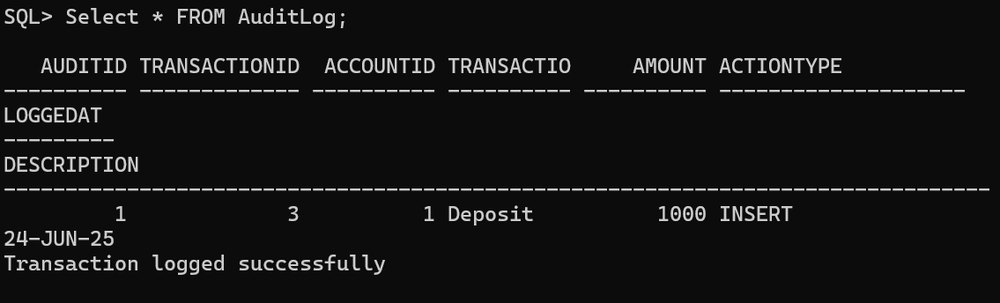 SQL> Select * FROM AuditLog;
   AUDITID TRANSACTIONID  ACCOUNTID TRANSACTIO     AMOUNT ACTIONTYPE
---------- ------------- ---------- ---------- ---------- --------------------
LOGGEDAT
---------
DESCRIPTION
--------------------------------------------------------------------------------
         1             3          1 Deposit          1000 INSERT
24-JUN-25
Transaction logged successfully